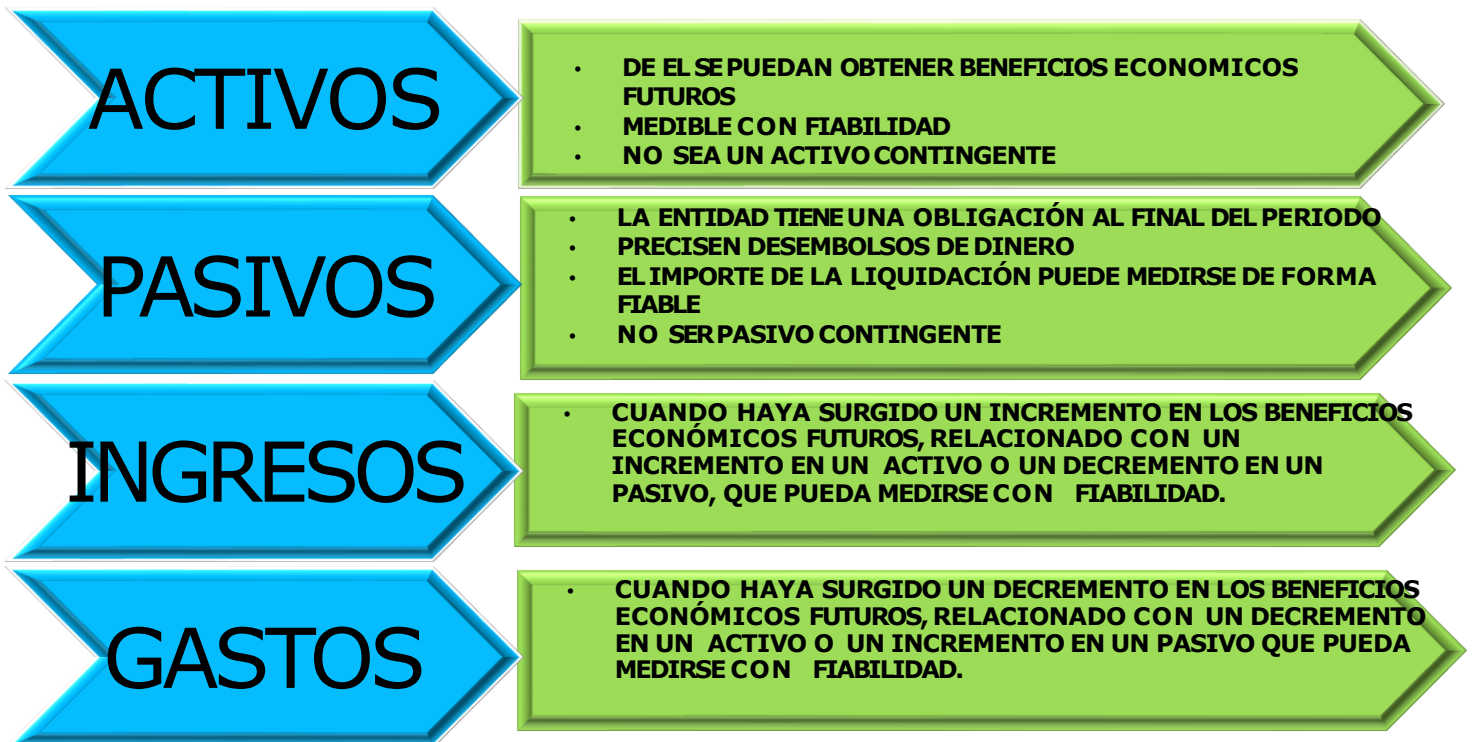 ACTIVOS
• DE EL SE PUEDAN OBTENER BENEFICIOS ECONOMICOS
FUTUROS
• MEDIBLE CON FIABILIDAD
• NO SEA UN ACTIVO CONTINGENTE
PASIVOS
• LA ENTIDAD TIENE UNA OBLIGACIÓN AL FINAL DEL PERIODO
• PRECISEN DESEMBOLSOS DE DINERO
• EL IMPORTE DE LA LIQUIDACIÓN PUEDE MEDIRSE DE FORMA
FIABLE
• NO SER PASIVO CONTINGENTE
INGRESOS
• CUANDO HAYA SURGIDO UN INCREMENTO EN LOS BENEFICIOS
ECONÓMICOS FUTUROS, RELACIONADO CON UN
INCREMENTO EN UN ACTIVO O UN DECREMENTO EN UN
PASIVO, QUE PUEDA MEDIRSE CON FIABILIDAD.
GASTOS
• CUANDO HAYA SURGIDO UN DECREMENTO EN LOS BENEFICIOS
ECONÓMICOS FUTUROS, RELACIONADO CON UN DECREMENTO
EN UN ACTIVO O UN INCREMENTO EN UN PASIVO QUE PUEDA
MEDIRSE CON FIABILIDAD.